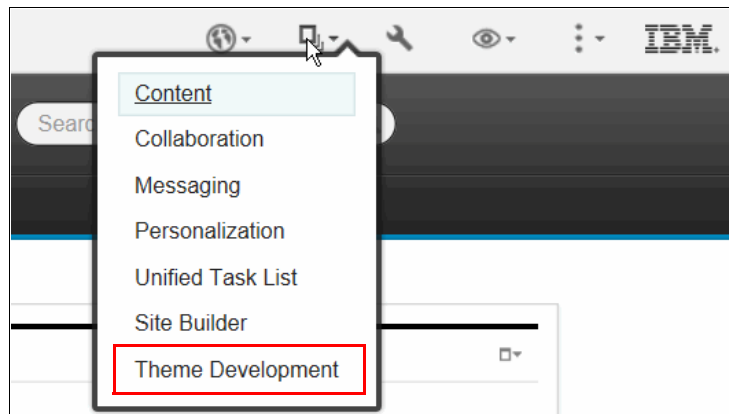 IBM.
Content
Searc
Collaboration
Messaging
Personalization
Unified Task List
Site Builder
Theme Development